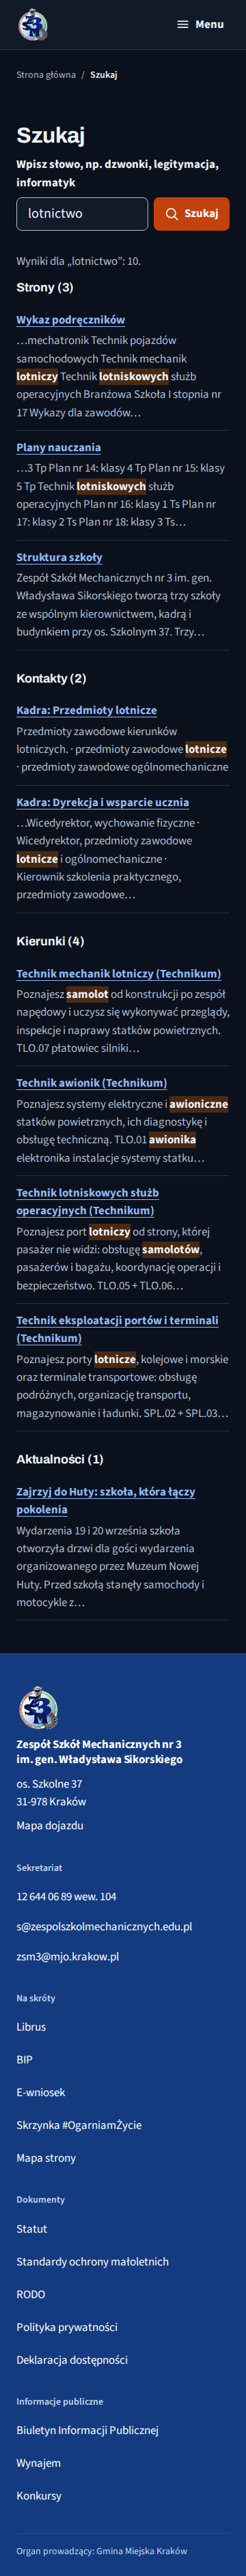 Menu
Strona główna / Szukaj
Szukaj
Wpisz słowo, np. dzwonki, legitymacja,
informatyk
lotnictwo
Szukaj
Wyniki dla „lotnictwo”: 10.
Strony (3)
Wykaz podręczników
…mechatronik Technik pojazdów
samochodowych Technik mechanik
lotniczy Technik lotniskowych służb
operacyjnych Branżowa Szkoła I stopnia nr
17 Wykazy dla zawodów…
Plany nauczania
…3 Tp Plan nr 14: klasy 4 Tp Plan nr 15: klasy
5 Tp Technik lotniskowych służb
operacyjnych Plan nr 16: klasy 1 Ts Plan nr
17: klasy 2 Ts Plan nr 18: klasy 3 Ts…
Struktura szkoły
Zespół Szkół Mechanicznych nr 3 im. gen.
Władysława Sikorskiego tworzą trzy szkoły
ze wspólnym kierownictwem, kadrą i
budynkiem przy os. Szkolnym 37. Trzy…
Kontakty (2)
Kadra: Przedmioty lotnicze
Przedmioty zawodowe kierunków
lotniczych. · przedmioty zawodowe lotnicze
· przedmioty zawodowe ogólnomechaniczne
Kadra: Dyrekcja i wsparcie ucznia
…Wicedyrektor, wychowanie fizyczne ·
Wicedyrektor, przedmioty zawodowe
lotnicze i ogólnomechaniczne ·
Kierownik szkolenia praktycznego,
przedmioty zawodowe…
Kierunki (4)
Technik mechanik lotniczy (Technikum)
Poznajesz samolot od konstrukcji po zespół
napędowy i uczysz się wykonywać przeglądy,
inspekcje i naprawy statków powietrznych.
TLO.07 płatowiec silniki…
Technik awionik (Technikum)
Poznajesz systemy elektryczne i awioniczne
statków powietrznych, ich diagnostykę i
obsługę techniczną. TLO.01 awionika
elektronika instalacje systemy statku…
Technik lotniskowych służb
operacyjnych (Technikum)
Poznajesz port lotniczy od strony, której
pasażer nie widzi: obsługę samolotów,
pasażerów i bagażu, koordynację operacji i
bezpieczeństwo. TLO.05 + TLO.06…
Technik eksploatacji portów i terminali
(Technikum)
Poznajesz porty lotnicze, kolejowe i morskie
oraz terminale transportowe: obsługę
podróżnych, organizację transportu,
magazynowanie i ładunki. SPL.02 + SPL.03…
Aktualności (1)
Zajrzyj do Huty: szkoła, która łączy
pokolenia
Wydarzenia 19 i 20 września szkoła
otworzyła drzwi dla gości wydarzenia
organizowanego przez Muzeum Nowej
Huty. Przed szkołą stanęły samochody i
motocykle z…
Zespół Szkół Mechanicznych nr 3
im. gen. Władysława Sikorskiego
os. Szkolne 37
31-978 Kraków
Mapa dojazdu
Sekretariat
12 644 06 89 wew. 104
s@zespolszkolmechanicznych.edu.pl
zsm3@mjo.krakow.pl
Na skróty
Librus
BIP
E-wniosek
Skrzynka #OgarniamŻycie
Mapa strony
Dokumenty
Statut
Standardy ochrony małoletnich
RODO
Polityka prywatności
Deklaracja dostępności
Informacje publiczne
Biuletyn Informacji Publicznej
Wynajem
Konkursy
Organ prowadzący: Gmina Miejska Kraków